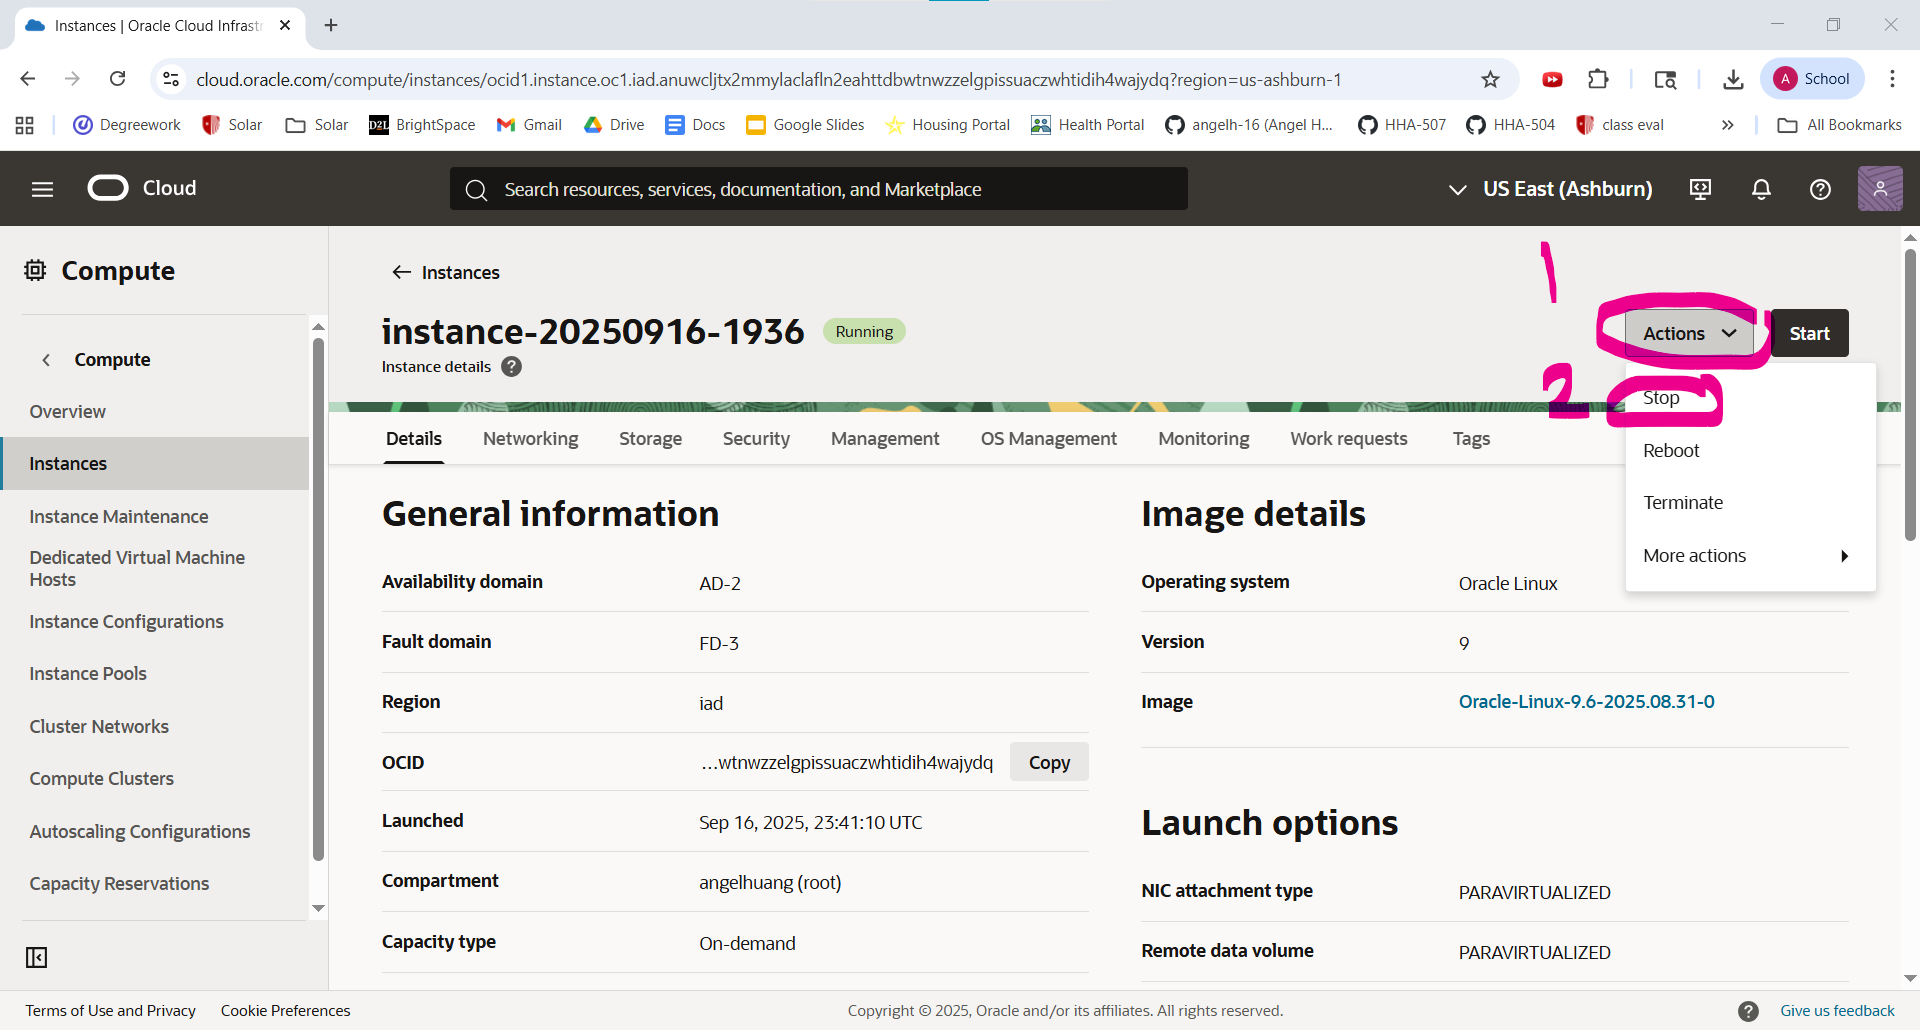 Instances | Oracle Cloud Infrastr
cloud.oracle.com/compute/instances/ocid1.instance.oc1.iad.anuwcljtx2mmylaclafln2eahttdbwtnwzzelgpissuaczwhtidih4wajydq?region=us-ashburn-1
A School
Degreework Solar Solar D2L BrightSpace Gmail Drive Docs Google Slides Housing Portal Health Portal angelh-16 (Angel H... HHA-507 HHA-504 class eval » All Bookmarks
Cloud
Search resources, services, documentation, and Marketplace
US East (Ashburn)
Compute
Compute
Overview
Instances
Instance Maintenance
Dedicated Virtual Machine
Hosts
Instance Configurations
Instance Pools
Cluster Networks
Compute Clusters
Autoscaling Configurations
Capacity Reservations
← Instances
1
instance-20250916-1936 Running
Actions Start
Instance details ?
2
Stop
Reboot
Terminate
More actions
Details Networking Storage Security Management OS Management Monitoring Work requests Tags
General information
Availability domain AD-2
Fault domain FD-3
Region iad
OCID ...wtnwzzelgpissuaczwhtidih4wajydq Copy
Launched Sep 16, 2025, 23:41:10 UTC
Compartment angelhuang (root)
Capacity type On-demand
Image details
Operating system Oracle Linux
Version 9
Image Oracle-Linux-9.6-2025.08.31-0
Launch options
NIC attachment type PARAVIRTUALIZED
Remote data volume PARAVIRTUALIZED
Terms of Use and Privacy Cookie Preferences Copyright © 2025, Oracle and/or its affiliates. All rights reserved. ? Give us feedback